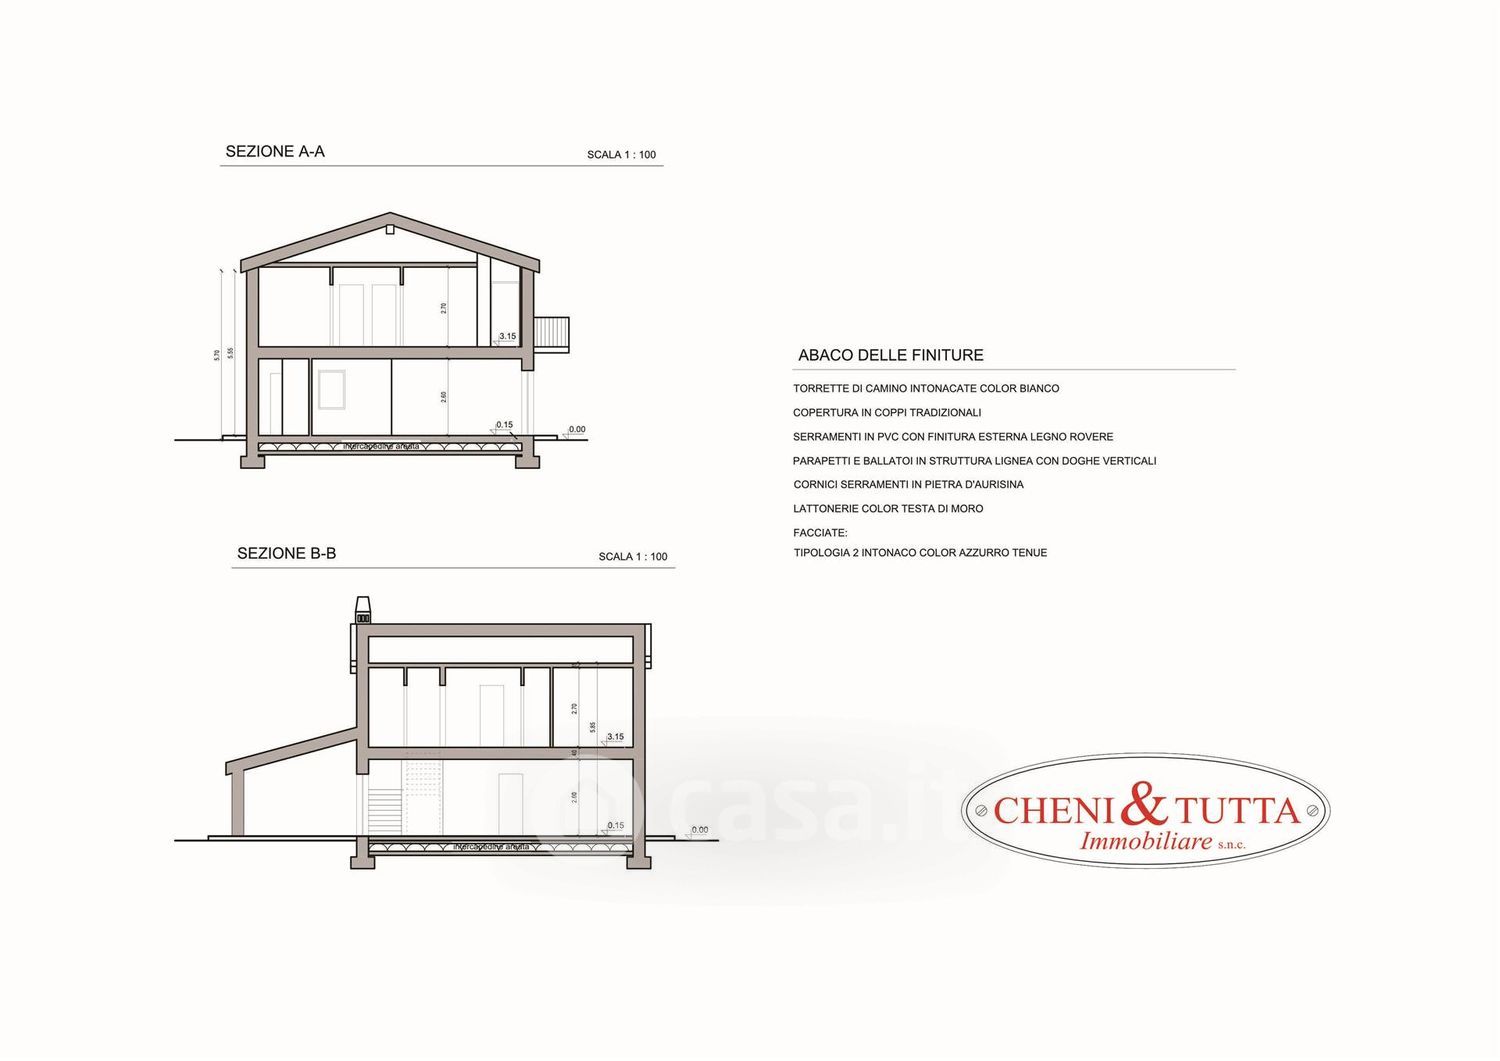 SEZIONE A-A
SCALA 1 : 100
2.70
3.15
5.70
5.55
2.60
0.15
0.00
intercapedine areata
ABACO DELLE FINITURE
TORRETTE DI CAMINO INTONACATE COLOR BIANCO
COPERTURA IN COPPI TRADIZIONALI
SERRAMENTI IN PVC CON FINITURA ESTERNA LEGNO ROVERE
PARAPETTI E BALLATOI IN STRUTTURA LIGNEA CON DOGHE VERTICALI
CORNICI SERRAMENTI IN PIETRA D'AURISINA
LATTONERIE COLOR TESTA DI MORO
FACCIATE:
TIPOLOGIA 2 INTONACO COLOR AZZURRO TENUE
SEZIONE B-B
SCALA 1 : 100
2.70
5.85
3.15
.40
2.60
0.15
0.00
intercapedine areata
casa.it
CHENI & TUTTA
Immobiliare s.n.c.